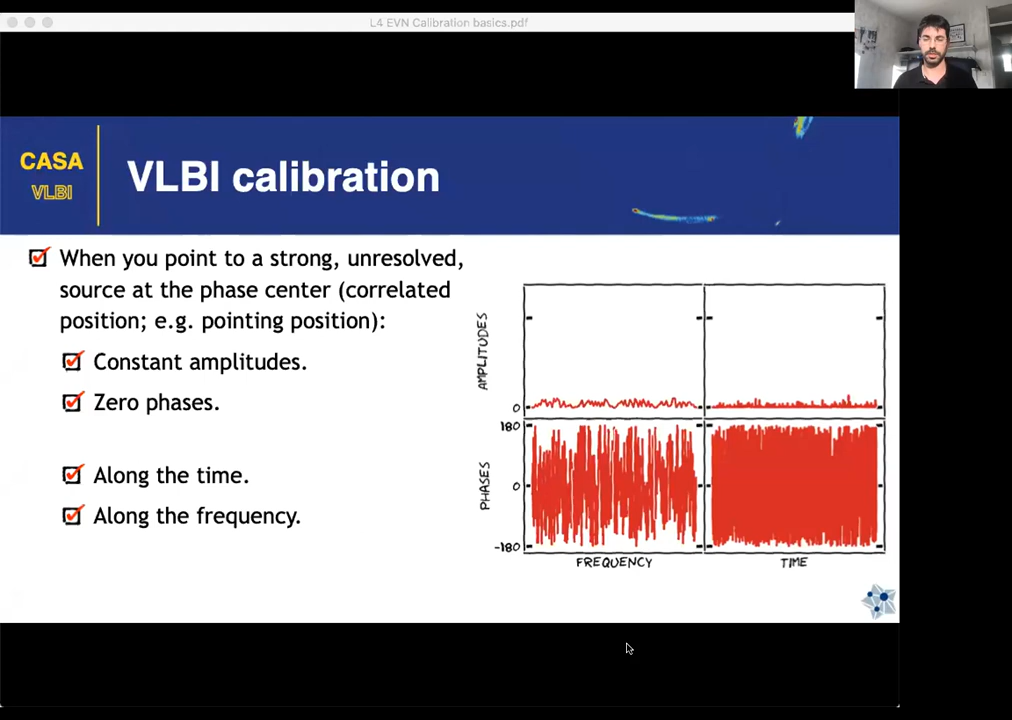 L4 EVN Calibration basics.pdf
CASA
VLBI
VLBI calibration
When you point to a strong, unresolved,
source at the phase center (correlated
position; e.g. pointing position):
Constant amplitudes.
Zero phases.
Along the time.
Along the frequency.
AMPLITUDES
0
180
PHASES
0
-180
FREQUENCY
TIME